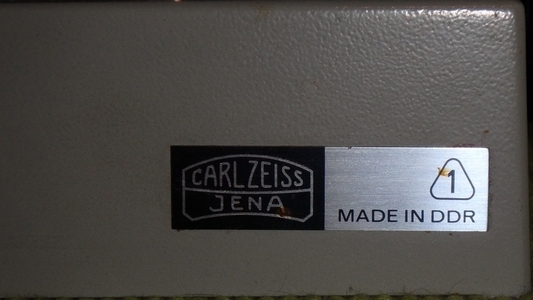 CARL ZEISS
JENA
1
MADE IN DDR